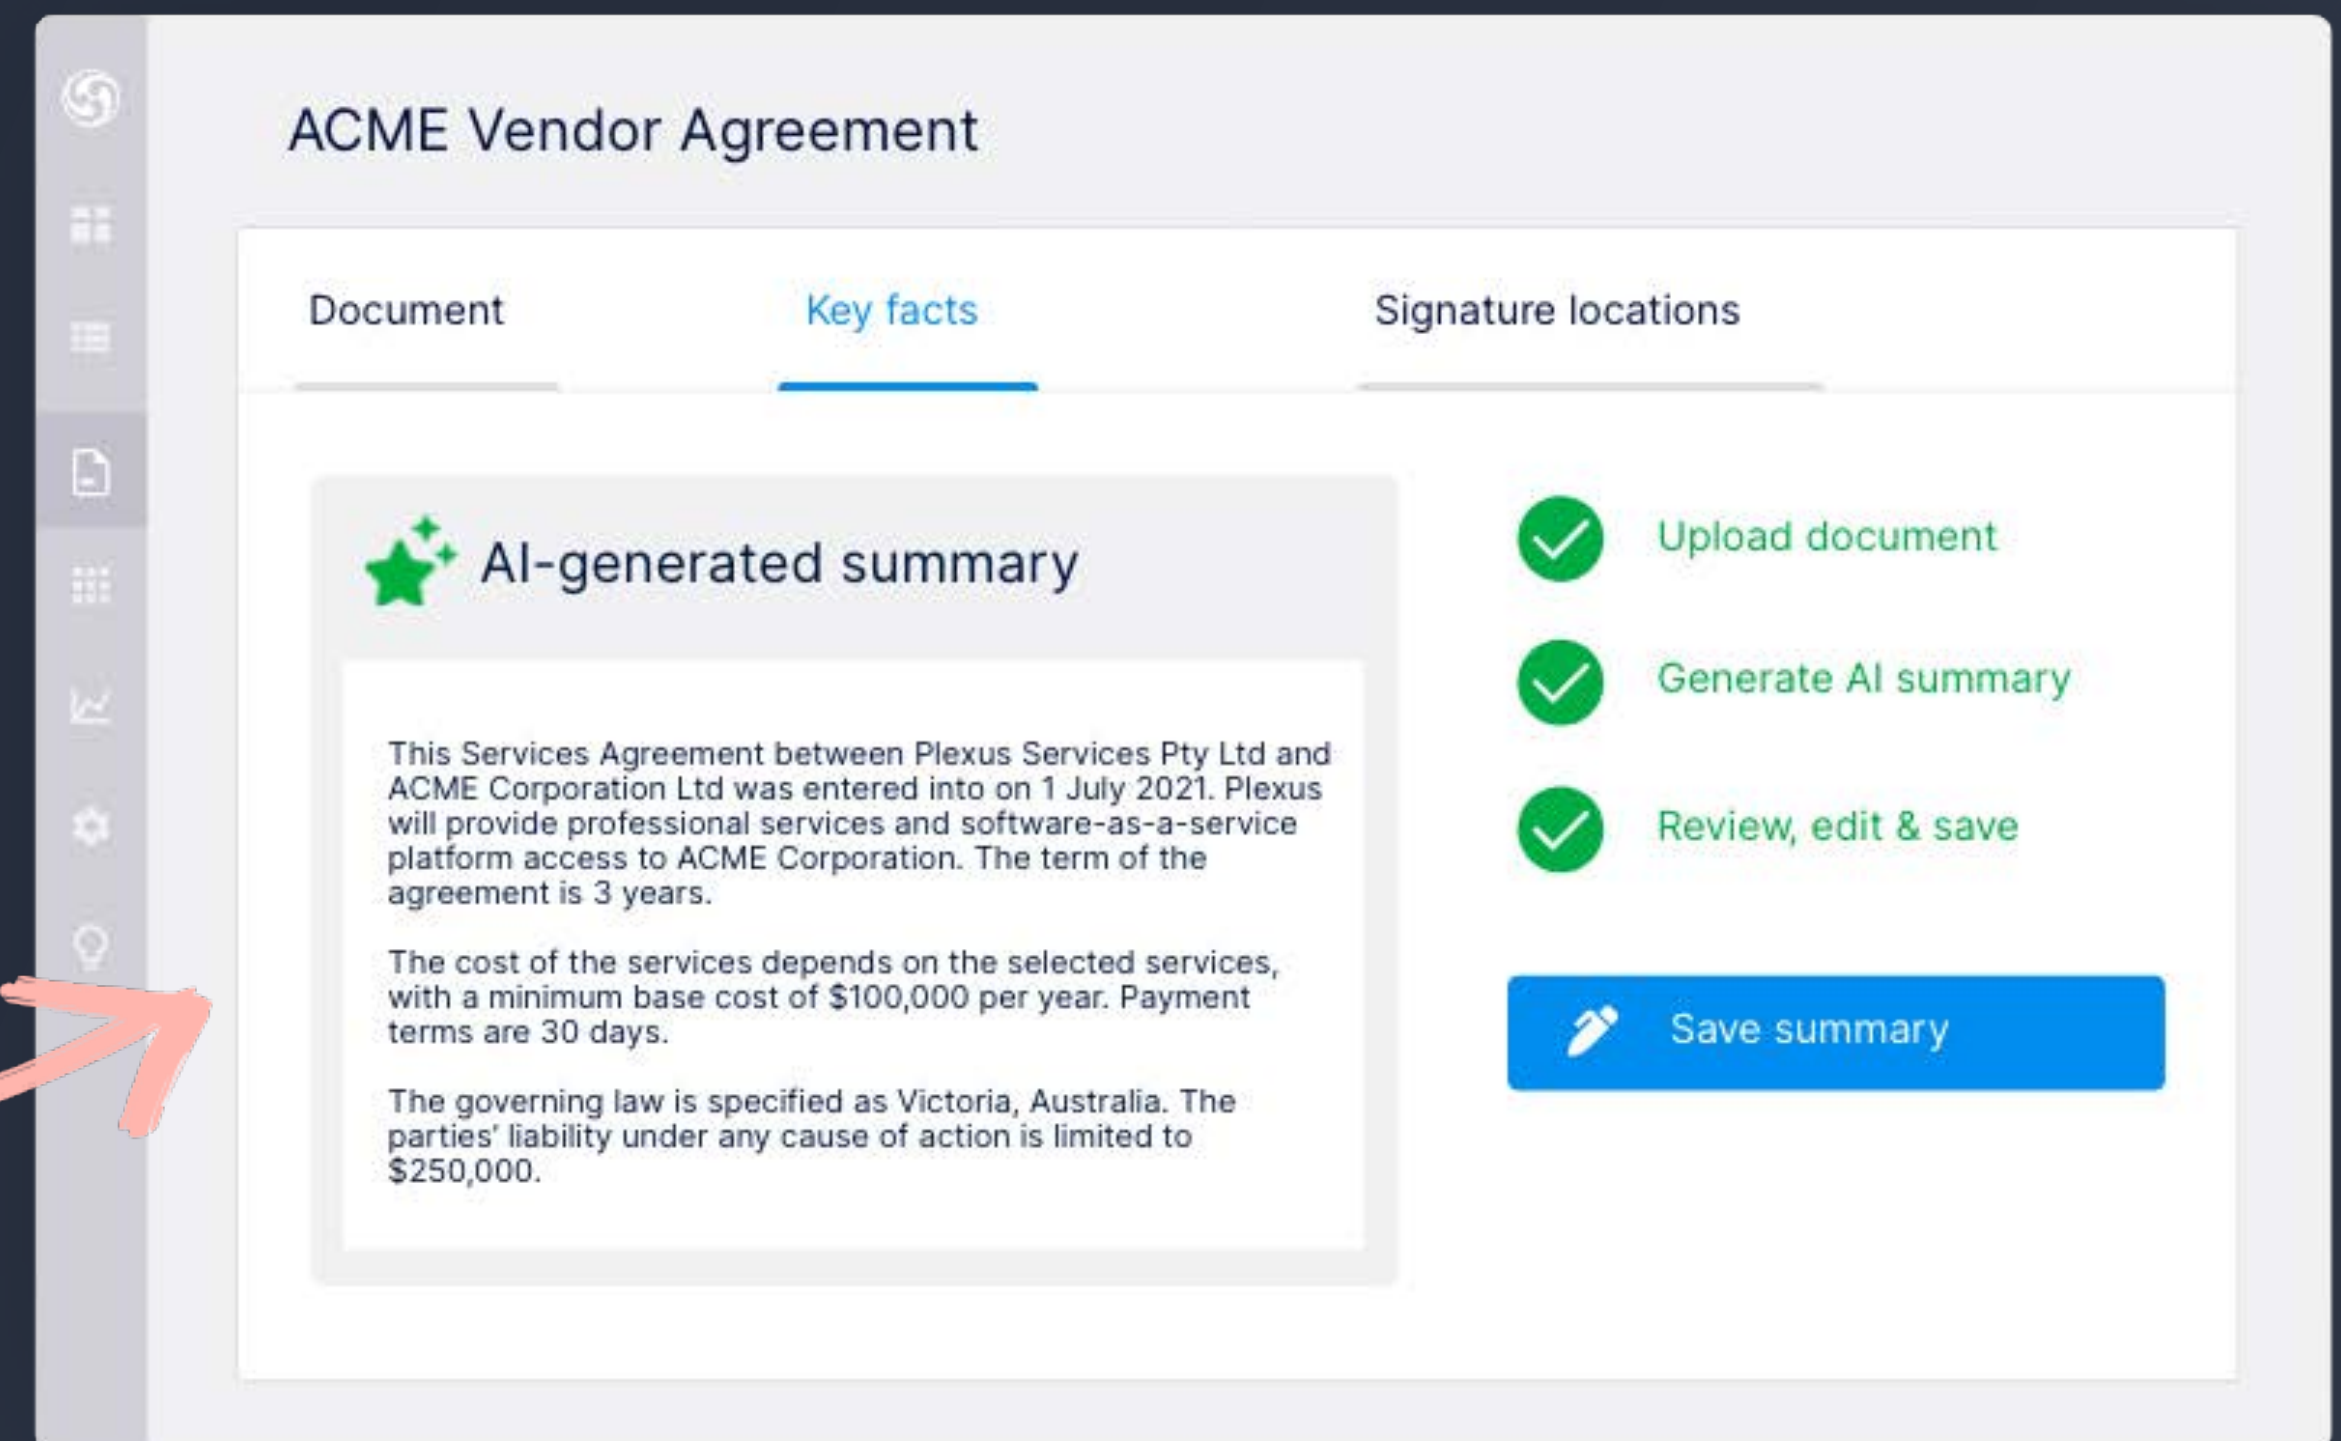 ACME Vendor Agreement
Document
Key facts
Signature locations
AI-generated summary
This Services Agreement between Plexus Services Pty Ltd and
ACME Corporation Ltd was entered into on 1 July 2021. Plexus
will provide professional services and software-as-a-service
platform access to ACME Corporation. The term of the
agreement is 3 years.
The cost of the services depends on the selected services,
with a minimum base cost of $100,000 per year. Payment
terms are 30 days.
The governing law is specified as Victoria, Australia. The
parties' liability under any cause of action is limited to
$250,000.
Upload document
Generate AI summary
Review, edit & save
Save summary